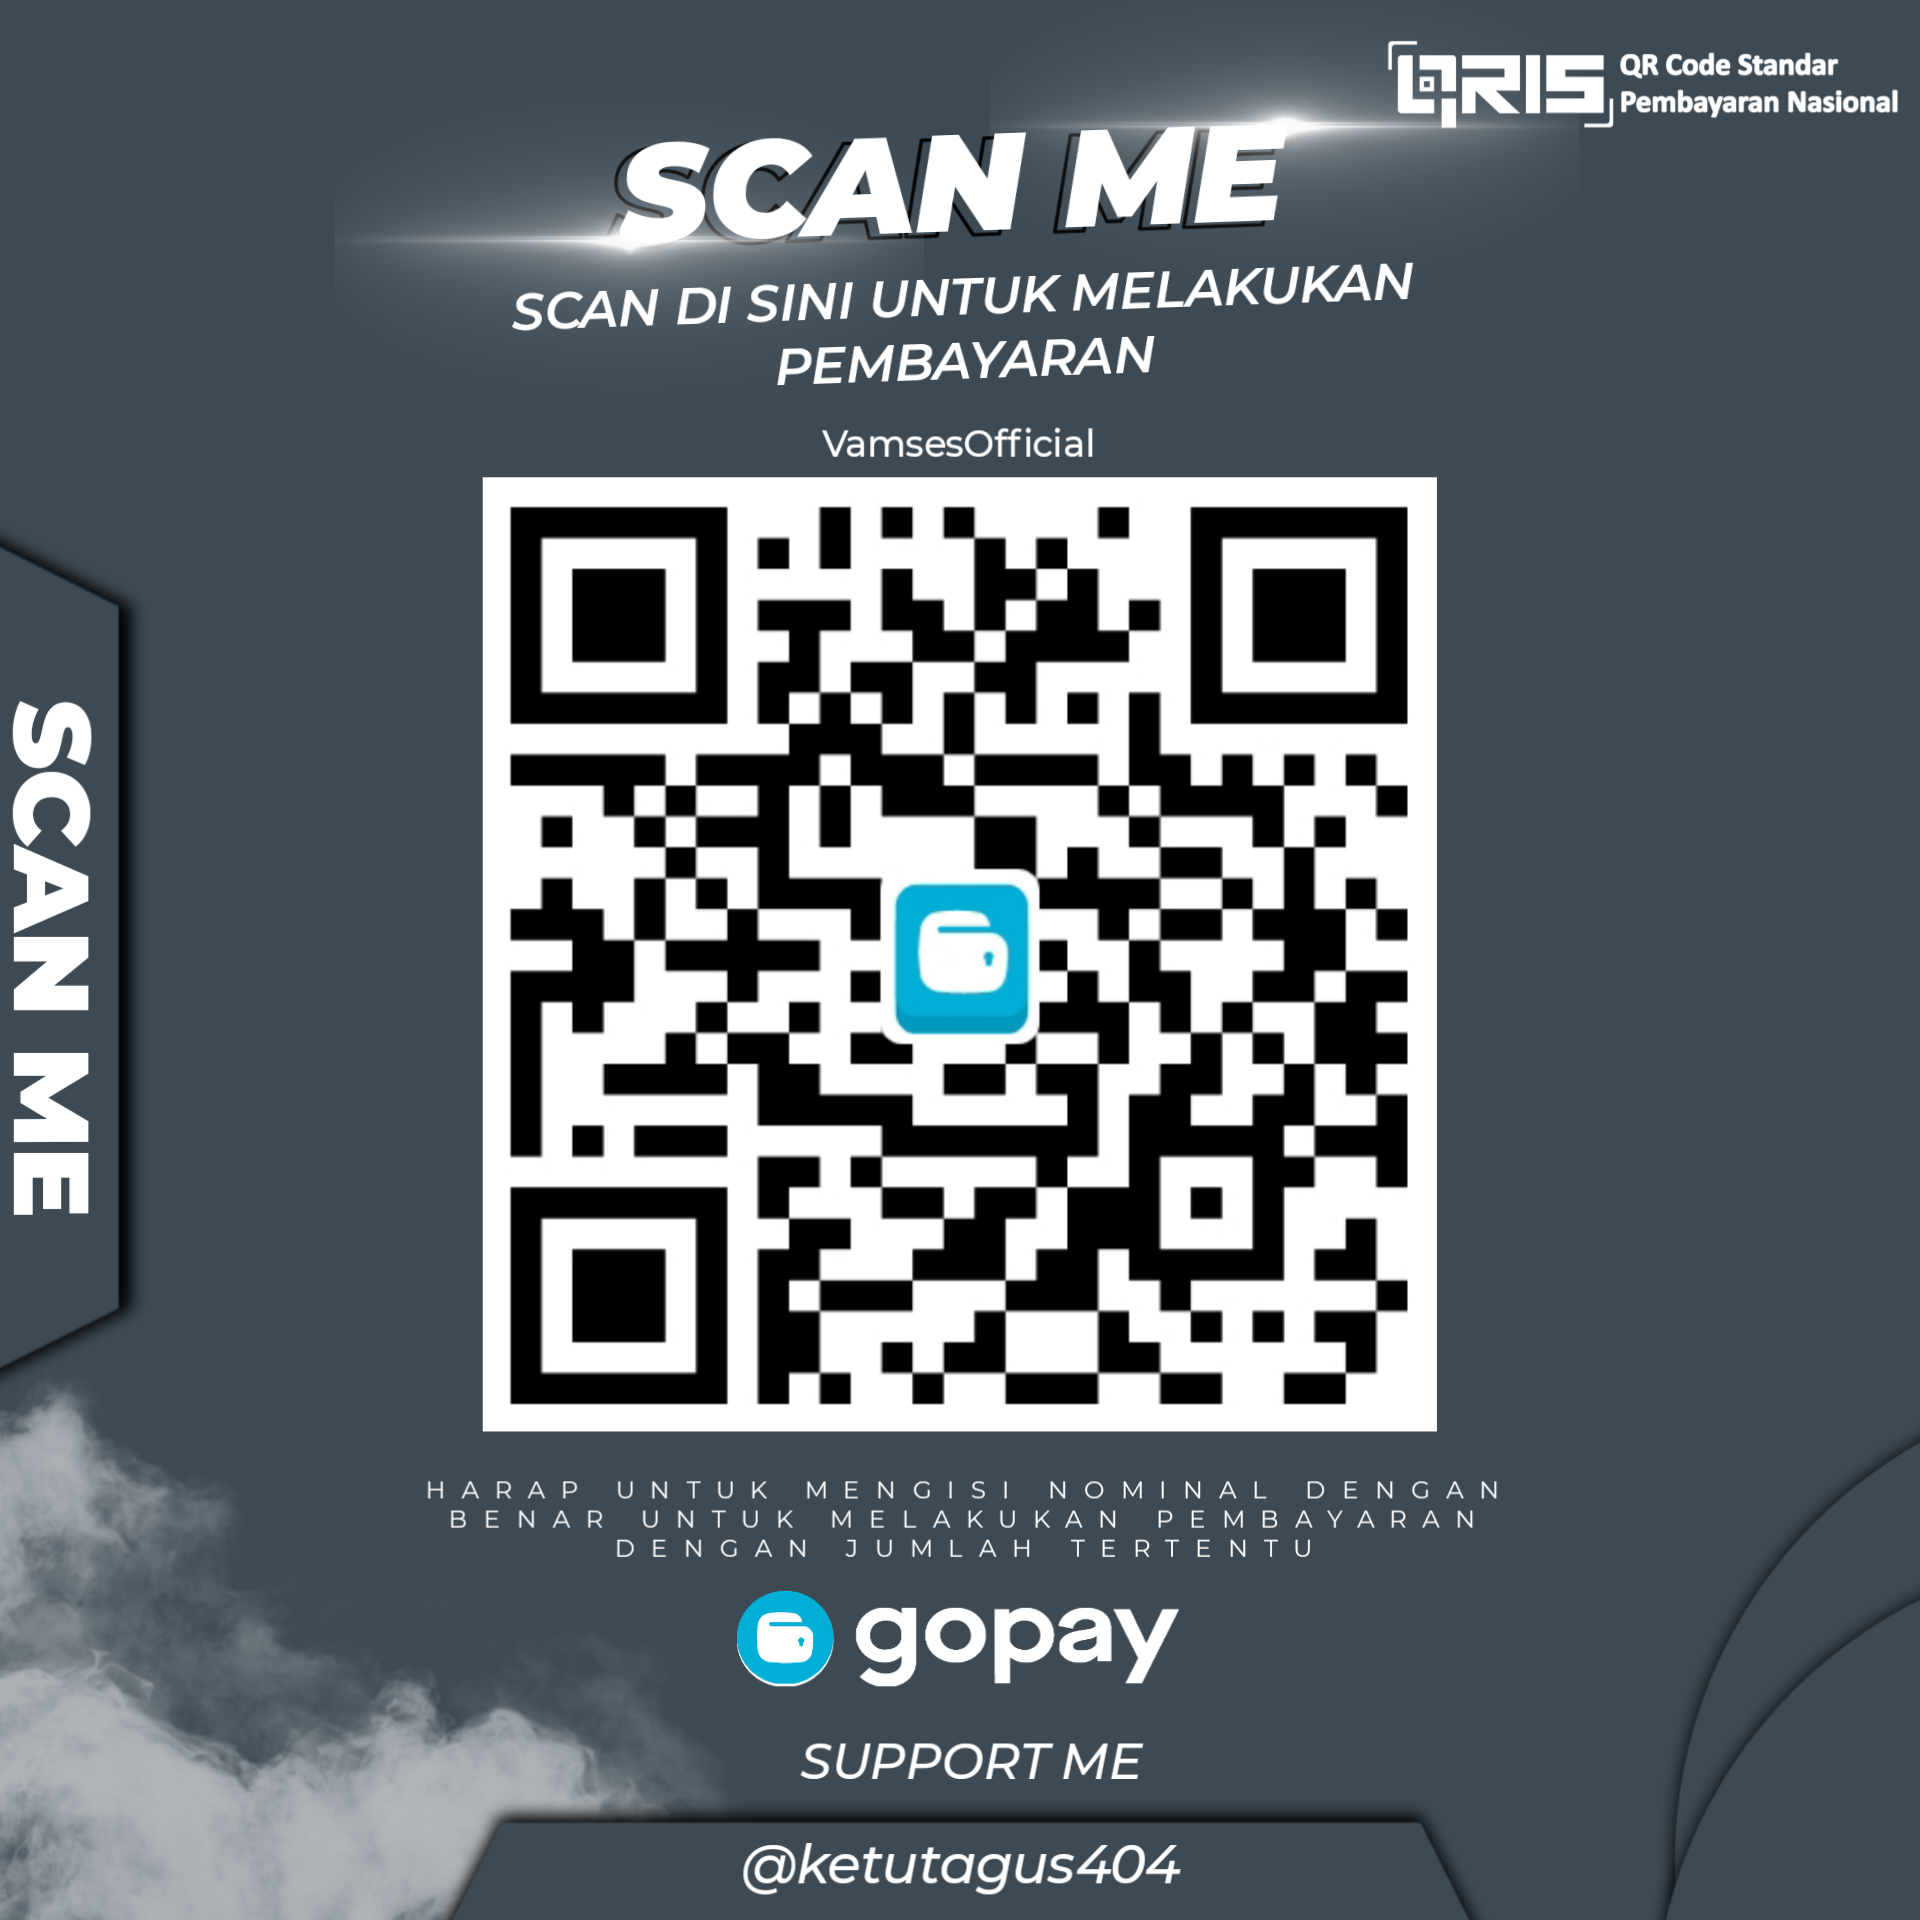 QRIS
QR Code Standar
Pembayaran Nasional
SCAN ME
SCAN DI SINI UNTUK MELAKUKAN
PEMBAYARAN
VamsesOfficial
SCAN ME
HARAP UNTUK MENGISI NOMINAL DENGAN
BENAR UNTUK MELAKUKAN PEMBAYARAN
DENGAN JUMLAH TERTENTU
gopay
SUPPORT ME
@ketutagus404